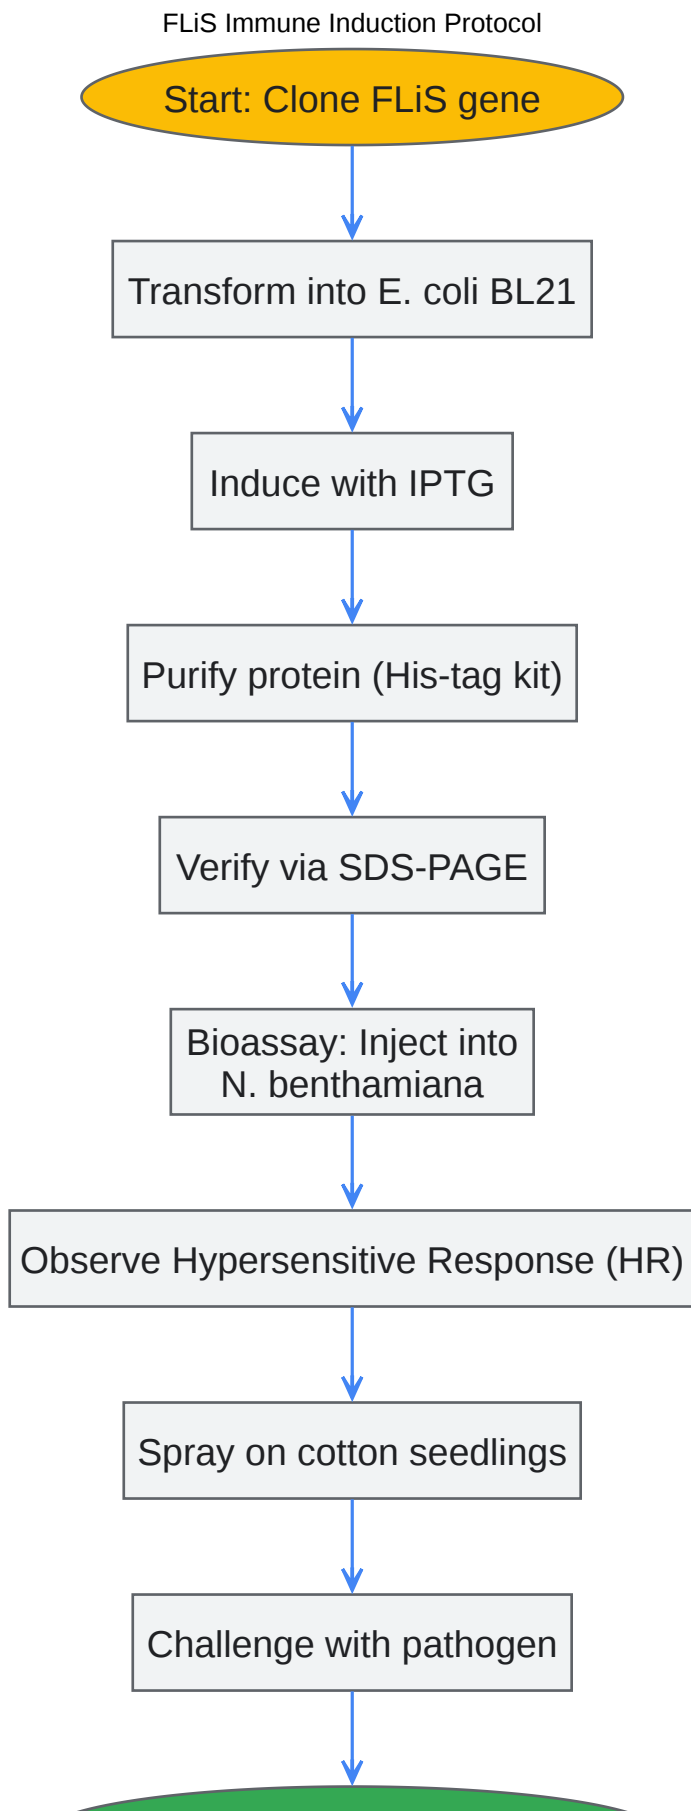 FLiS Immune Induction Protocol
Start: Clone FLiS gene
Transform into E. coli BL21
Induce with IPTG
Purify protein (His-tag kit)
Verify via SDS-PAGE
Bioassay: Inject into
N. benthamiana
Observe Hypersensitive Response (HR)
Spray on cotton seedlings
Challenge with pathogen